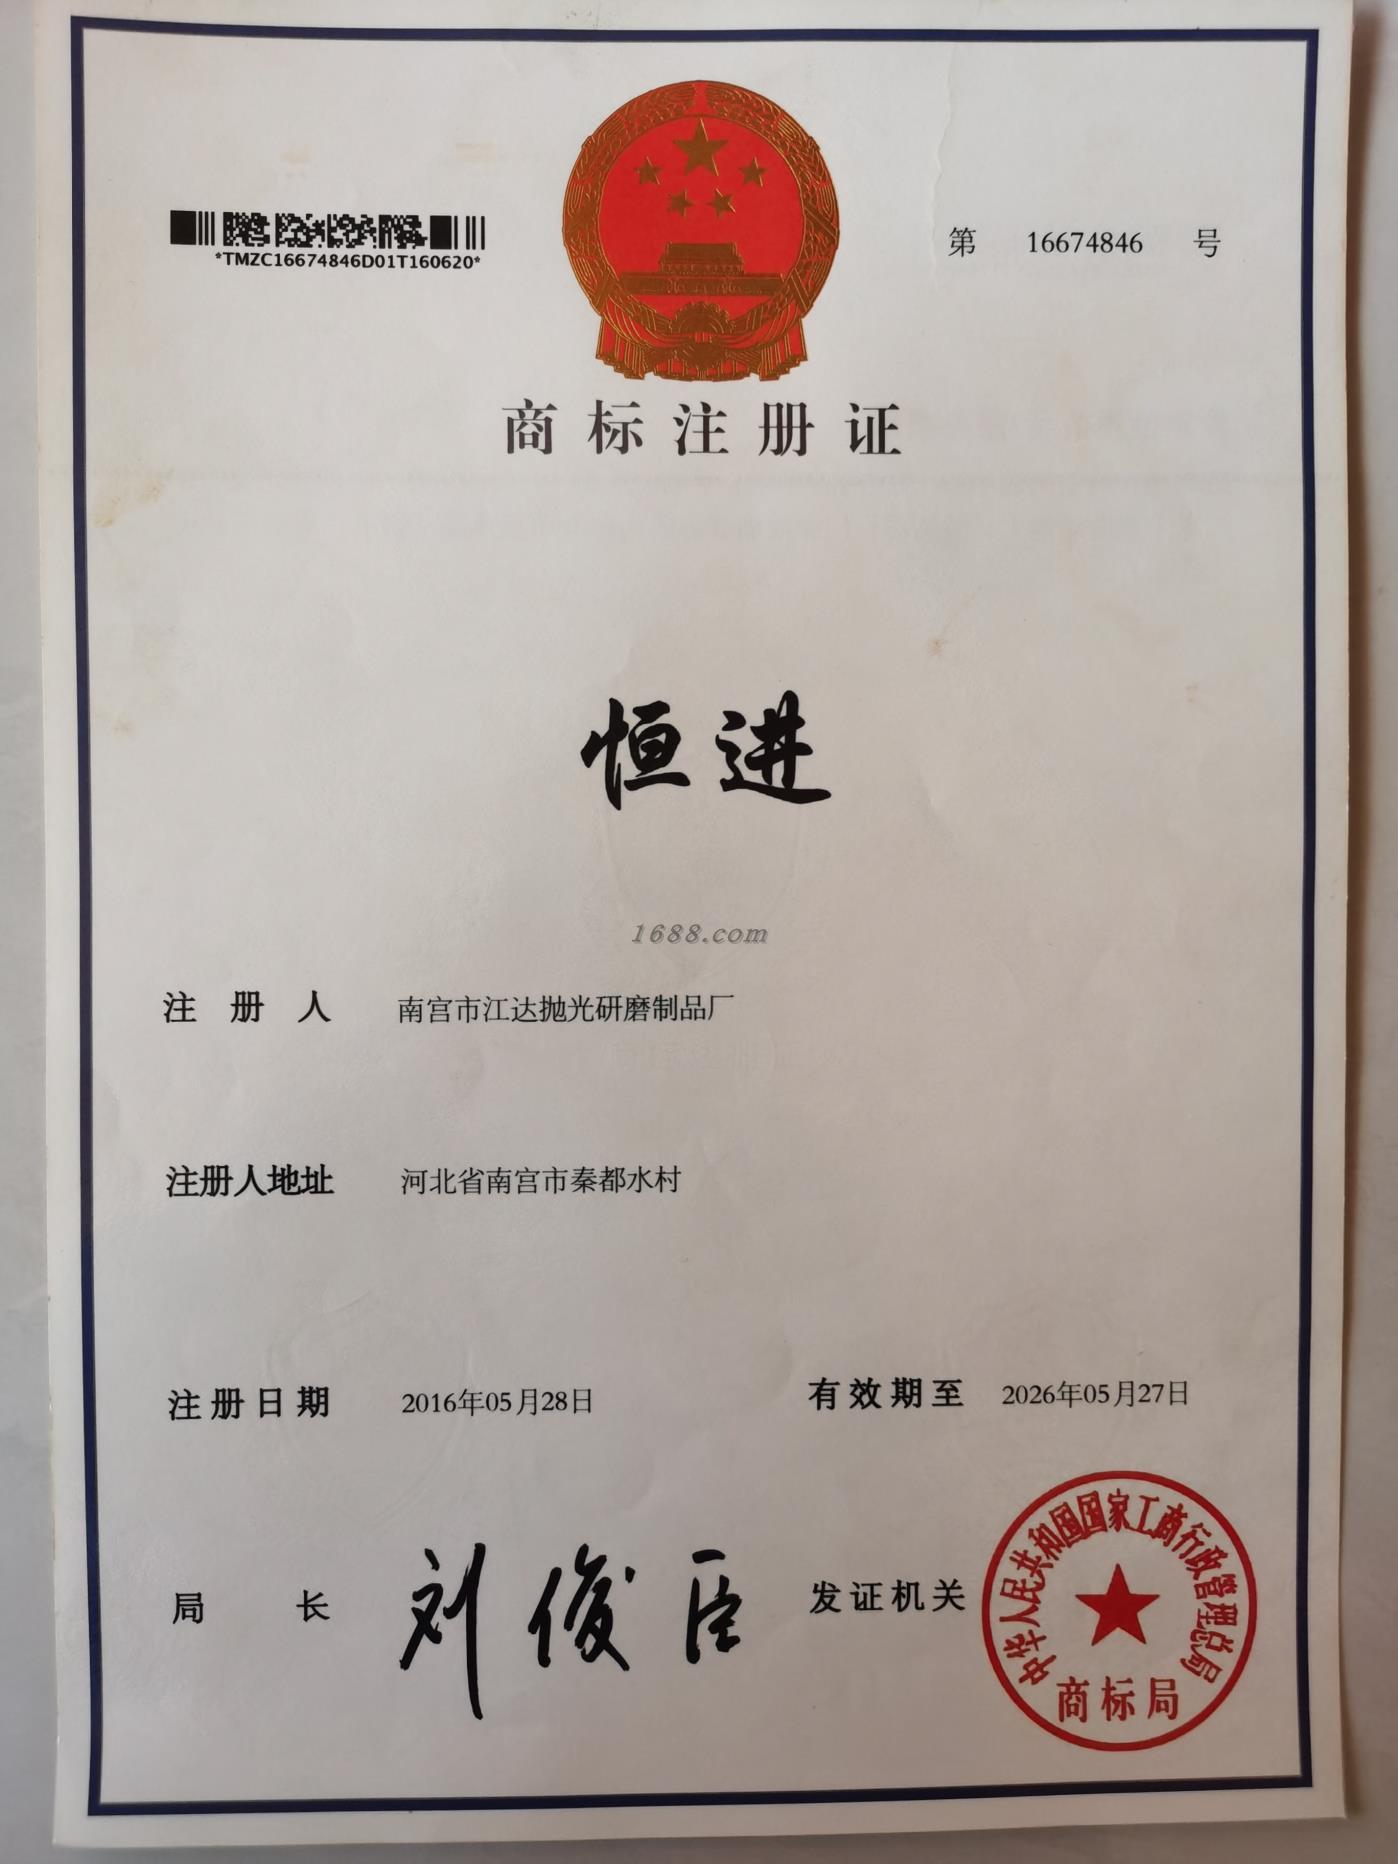 *TMZC16674846D01T160620*
第 16674846 号
商标注册证
恒进
1688.com
注册人 南宫市江达抛光研磨制品厂
注册人地址 河北省南宫市秦都水村
注册日期 2016年05月28日 有效期至 2026年05月27日
局长 刘俊臣 发证机关
中华人民共和国国家工商行政管理总局
商标局